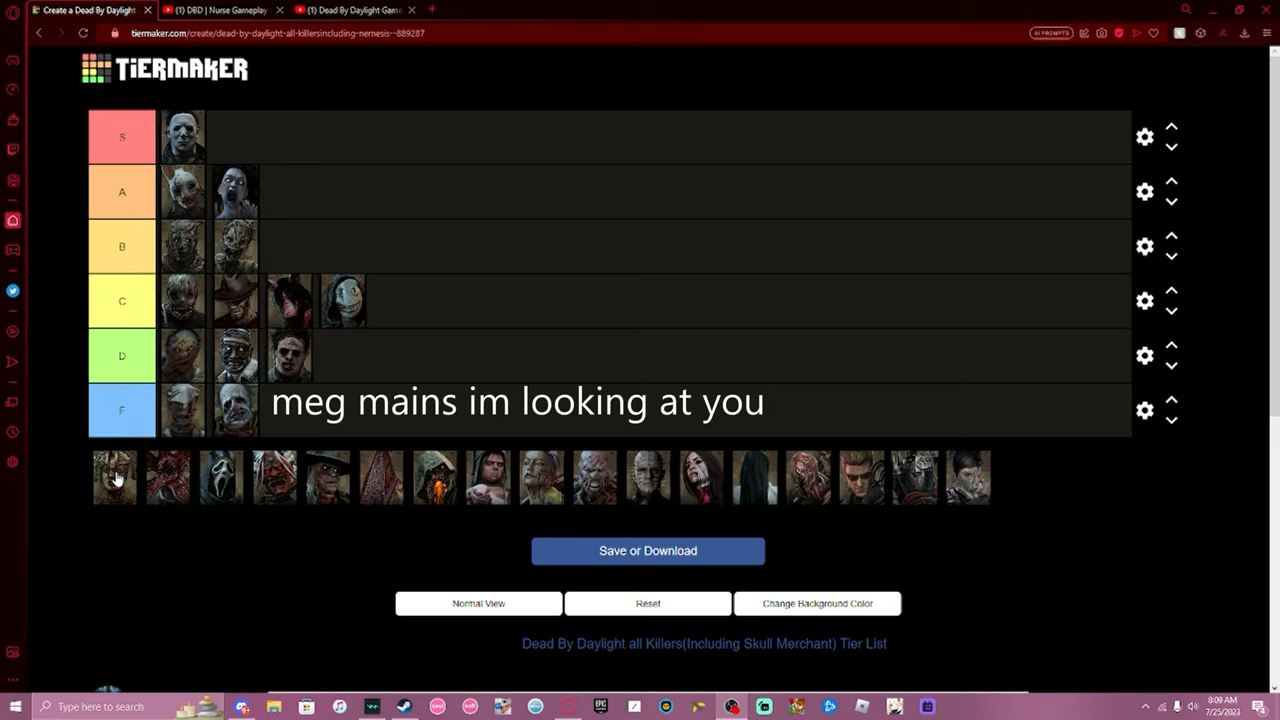 Create a Dead By Daylight
(1) DBD | Nurse Gameplay
(1) Dead By Daylight Gam
tiermaker.com/create/dead-by-daylight-all-killersincluding-nemesis--889287
AI PROMPTS
TIERMAKER
S
A
B
C
D
F
meg mains im looking at you
Save or Download
Normal View
Reset
Change Background Color
Dead By Daylight all Killers(Including Skull Merchant) Tier List
Type here to search
8:09 AM
7/25/2023